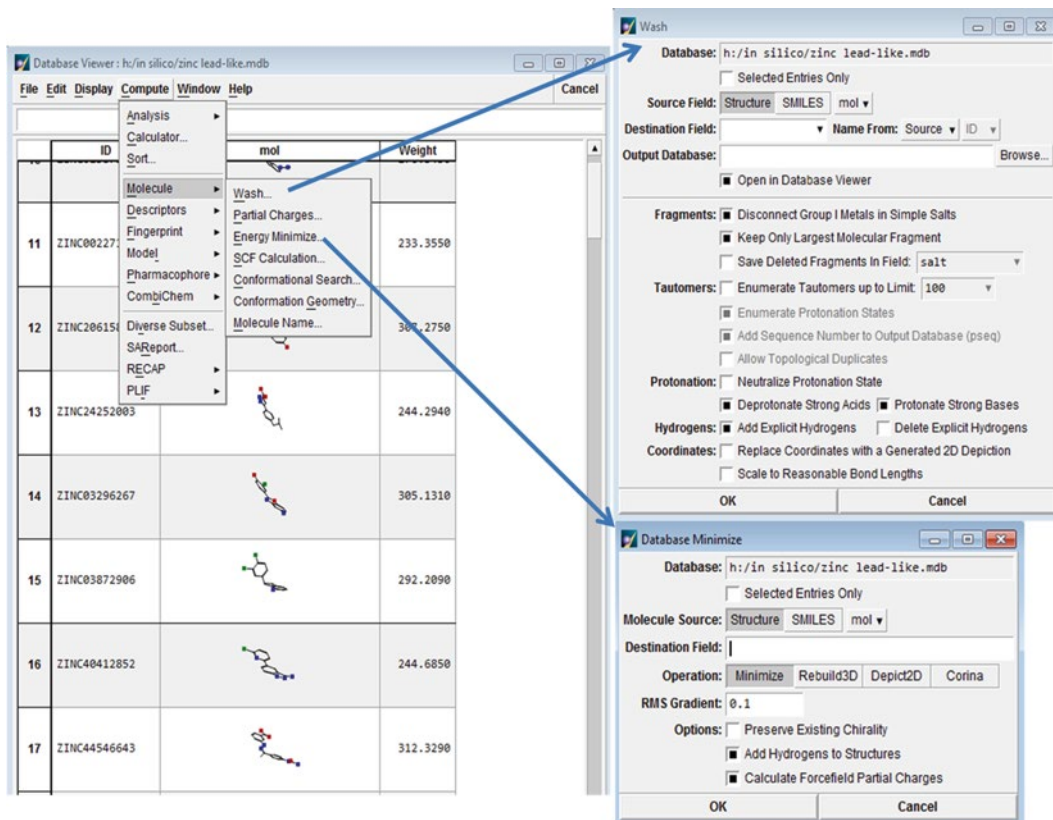 Database Viewer : h:/in silico/zinc lead-like.mdb
File Edit Display Compute Window Help Cancel
Analysis
Calculator...
Sort...
Molecule
Descriptors
Fingerprint
Model
Pharmacophore
CombiChem
Diverse Subset...
SAReport...
RECAP
PLIF
Wash...
Partial Charges...
Energy Minimize...
SCF Calculation...
Conformational Search...
Conformation Geometry...
Molecule Name...
ID mol Weight
11 ZINC00227 233.3550
12 ZINC20615 307.2750
13 ZINC24252003 244.2940
14 ZINC03296267 305.1310
15 ZINC03872906 292.2090
16 ZINC40412852 244.6850
17 ZINC44546643 312.3290
Wash
Database: h:/in silico/zinc lead-like.mdb
Selected Entries Only
Source Field: Structure SMILES mol
Destination Field: Name From: Source ID
Output Database: Browse...
Open in Database Viewer
Fragments: Disconnect Group I Metals in Simple Salts
Keep Only Largest Molecular Fragment
Save Deleted Fragments In Field: salt
Tautomers: Enumerate Tautomers up to Limit: 100
Enumerate Protonation States
Add Sequence Number to Output Database (pseq)
Allow Topological Duplicates
Protonation: Neutralize Protonation State
Deprotonate Strong Acids Protonate Strong Bases
Hydrogens: Add Explicit Hydrogens Delete Explicit Hydrogens
Coordinates: Replace Coordinates with a Generated 2D Depiction
Scale to Reasonable Bond Lengths
OK Cancel
Database Minimize
Database: h:/in silico/zinc lead-like.mdb
Selected Entries Only
Molecule Source: Structure SMILES mol
Destination Field:
Operation: Minimize Rebuild3D Depict2D Corina
RMS Gradient: 0.1
Options: Preserve Existing Chirality
Add Hydrogens to Structures
Calculate Forcefield Partial Charges
OK Cancel